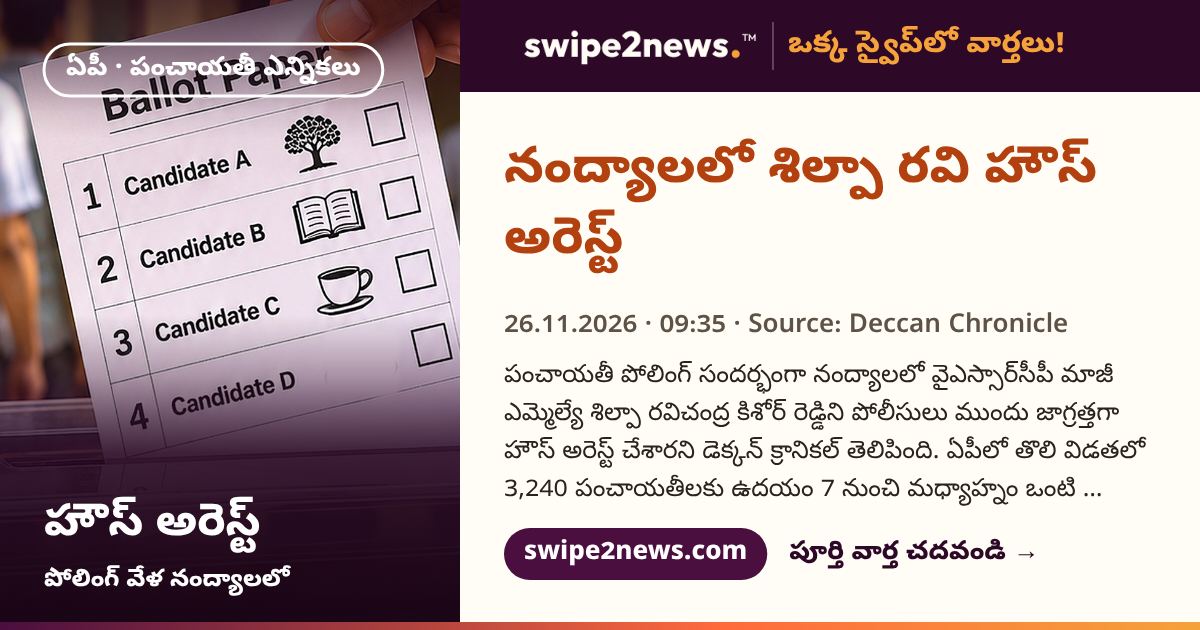 ఏపీ · పంచాయతీ ఎన్నికలు
Ballot Paper
1 Candidate A
2 Candidate B
3 Candidate C
4 Candidate D
హౌస్ అరెస్ట్
పోలింగ్ వేళ నంద్యాలలో
swipe2news.™ ఒక్క స్వైప్‌లో వార్తలు!
నంద్యాలలో శిల్పా రవి హౌస్
అరెస్ట్
26.11.2026 · 09:35 · Source: Deccan Chronicle
పంచాయతీ పోలింగ్ సందర్భంగా నంద్యాలలో వైఎస్సార్‌సీపీ మాజీ
ఎమ్మెల్యే శిల్పా రవిచంద్ర కిశోర్ రెడ్డిని పోలీసులు ముందు జాగ్రత్తగా
హౌస్ అరెస్ట్ చేశారని డెక్కన్ క్రానికల్ తెలిపింది. ఏపీలో తొలి విడతలో
3,240 పంచాయతీలకు ఉదయం 7 నుంచి మధ్యాహ్నం ఒంటి ...
swipe2news.com పూర్తి వార్త చదవండి →